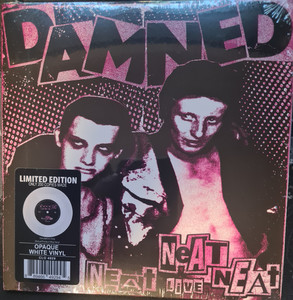 DAMNED
LIMITED EDITION
OPAQUE
WHITE VINYL
NEAT
NEAT
LIVE
NEAT